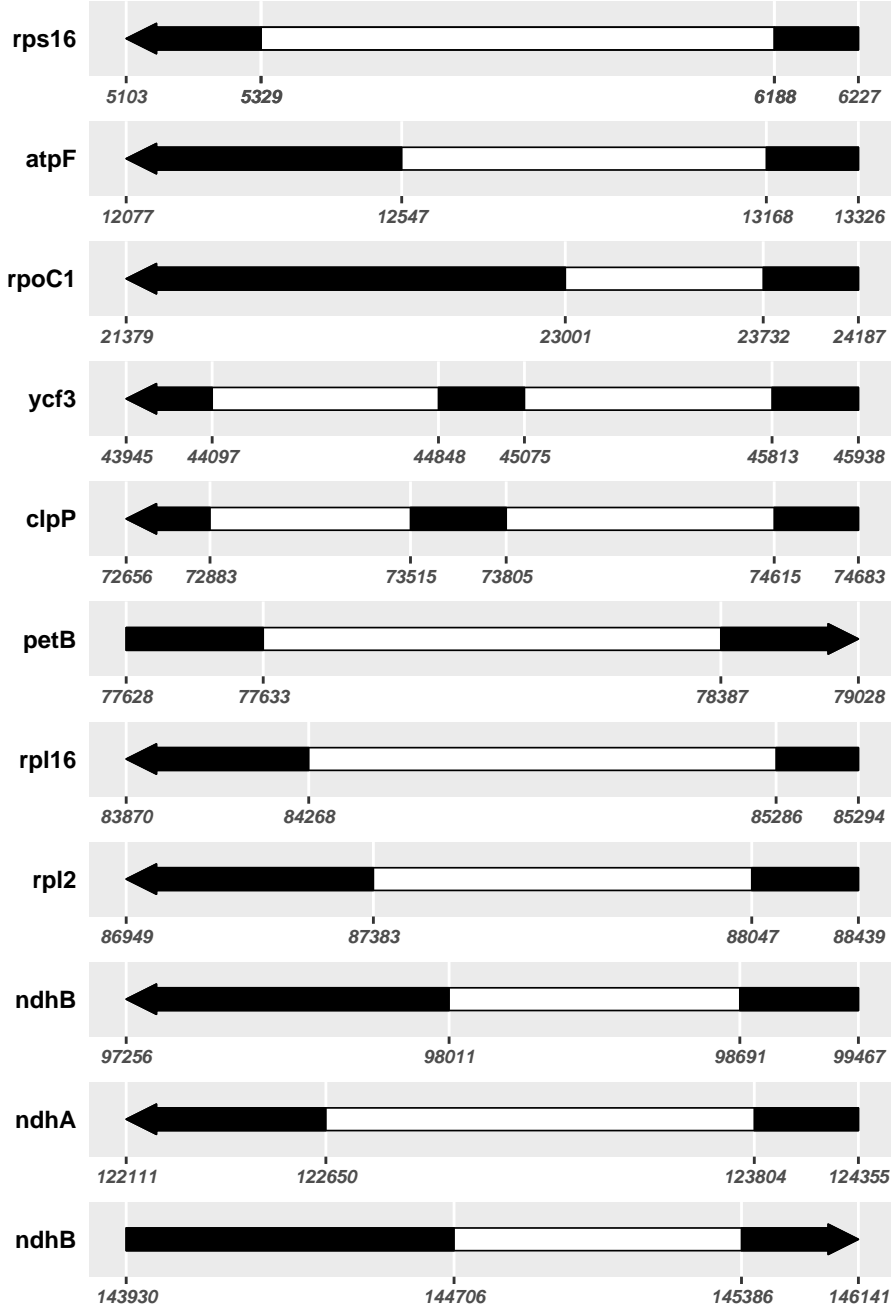 rps16
5103 5329 6188 6227
atpF
12077 12547 13168 13326
rpoC1
21379 23001 23732 24187
ycf3
43945 44097 44848 45075 45813 45938
clpP
72656 72883 73515 73805 74615 74683
petB
77628 77633 78387 79028
rpl16
83870 84268 85286 85294
rpl2
86949 87383 88047 88439
ndhB
97256 98011 98691 99467
ndhA
122111 122650 123804 124355
ndhB
143930 144706 145386 146141